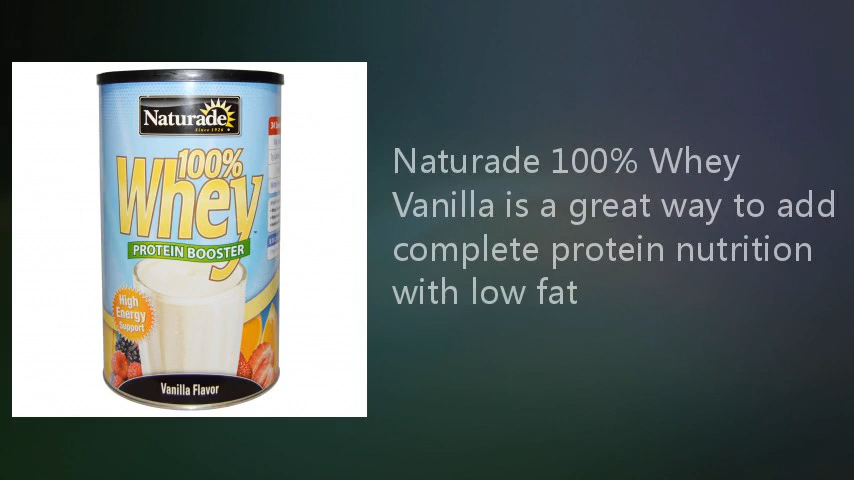 Naturade
Since 1926
100%
Whey
PROTEIN BOOSTER
High
Energy
Support
Vanilla Flavor
Naturade 100% Whey
Vanilla is a great way to add
complete protein nutrition
with low fat